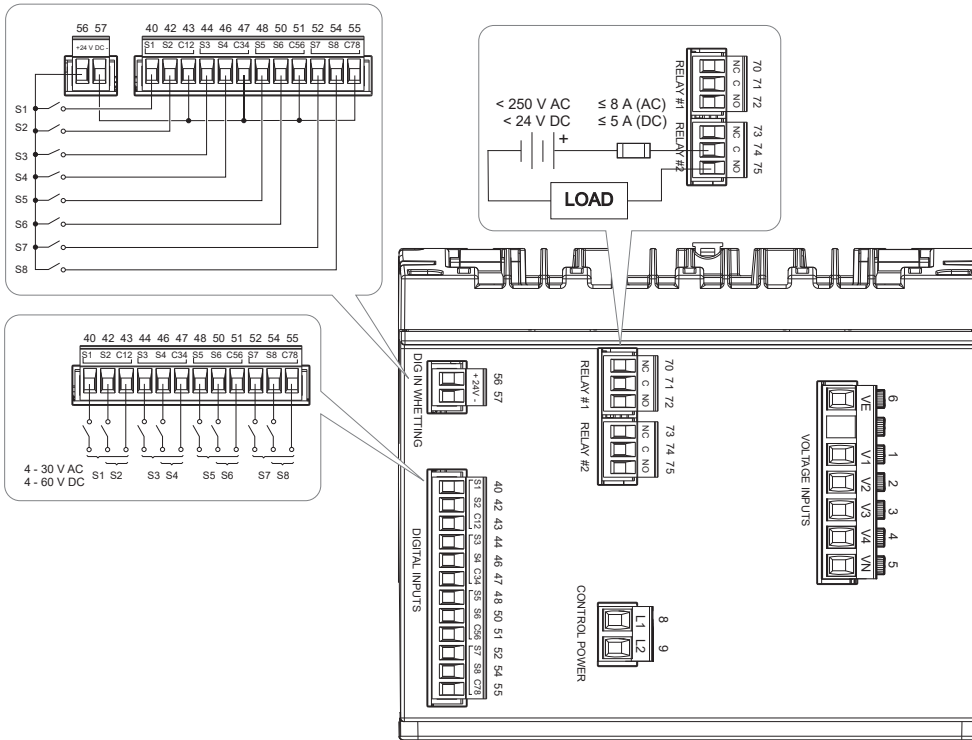 56 57
+24 V DC -
40 42 43 44 46 47 48 50 51 52 54 55
S1 S2 C12 S3 S4 C34 S5 S6 C56 S7 S8 C78
S1
S2
S3
S4
S5
S6
S7
S8
< 250 V AC
< 24 V DC
≤ 8 A (AC)
≤ 5 A (DC)
+
LOAD
RELAY #1
NC C NO
70 71 72
RELAY #2
NC C NO
73 74 75
40 42 43 44 46 47 48 50 51 52 54 55
S1 S2 C12 S3 S4 C34 S5 S6 C56 S7 S8 C78
4 - 30 V AC
4 - 60 V DC
S1 S2 S3 S4 S5 S6 S7 S8
DIG IN WHETTING
+ 24V -
56 57
RELAY #1
NC C NO
70 71 72
RELAY #2
NC C NO
73 74 75
DIGITAL INPUTS
S1 S2 C12 S3 S4 C34 S5 S6 C56 S7 S8 C78
40 42 43 44 46 47 48 50 51 52 54 55
CONTROL POWER
L1 L2
8 9
VOLTAGE INPUTS
VE V1 V2 V3 V4 VN
6 1 2 3 4 5